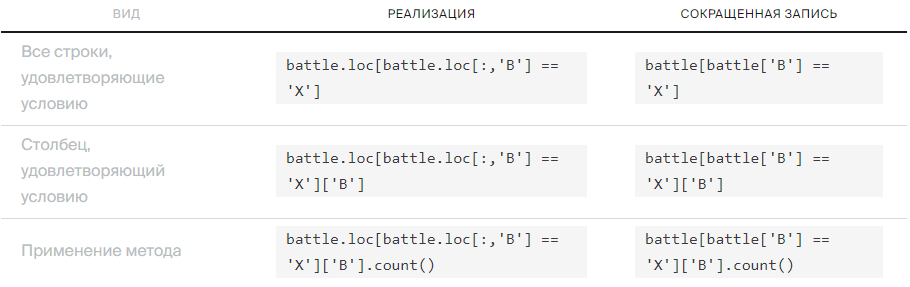 ВИД РЕАЛИЗАЦИЯ СОКРАЩЕННАЯ ЗАПИСЬ
Все строки,
удовлетворяющие
условию
battle.loc[battle.loc[:,'B'] ==
'X']
battle[battle['B'] ==
'X']
Столбец,
удовлетворяющий
условию
battle.loc[battle.loc[:,'B'] ==
'X']['B']
battle[battle['B'] ==
'X']['B']
Применение метода
battle.loc[battle.loc[:,'B'] ==
'X']['B'].count()
battle[battle['B'] ==
'X']['B'].count()